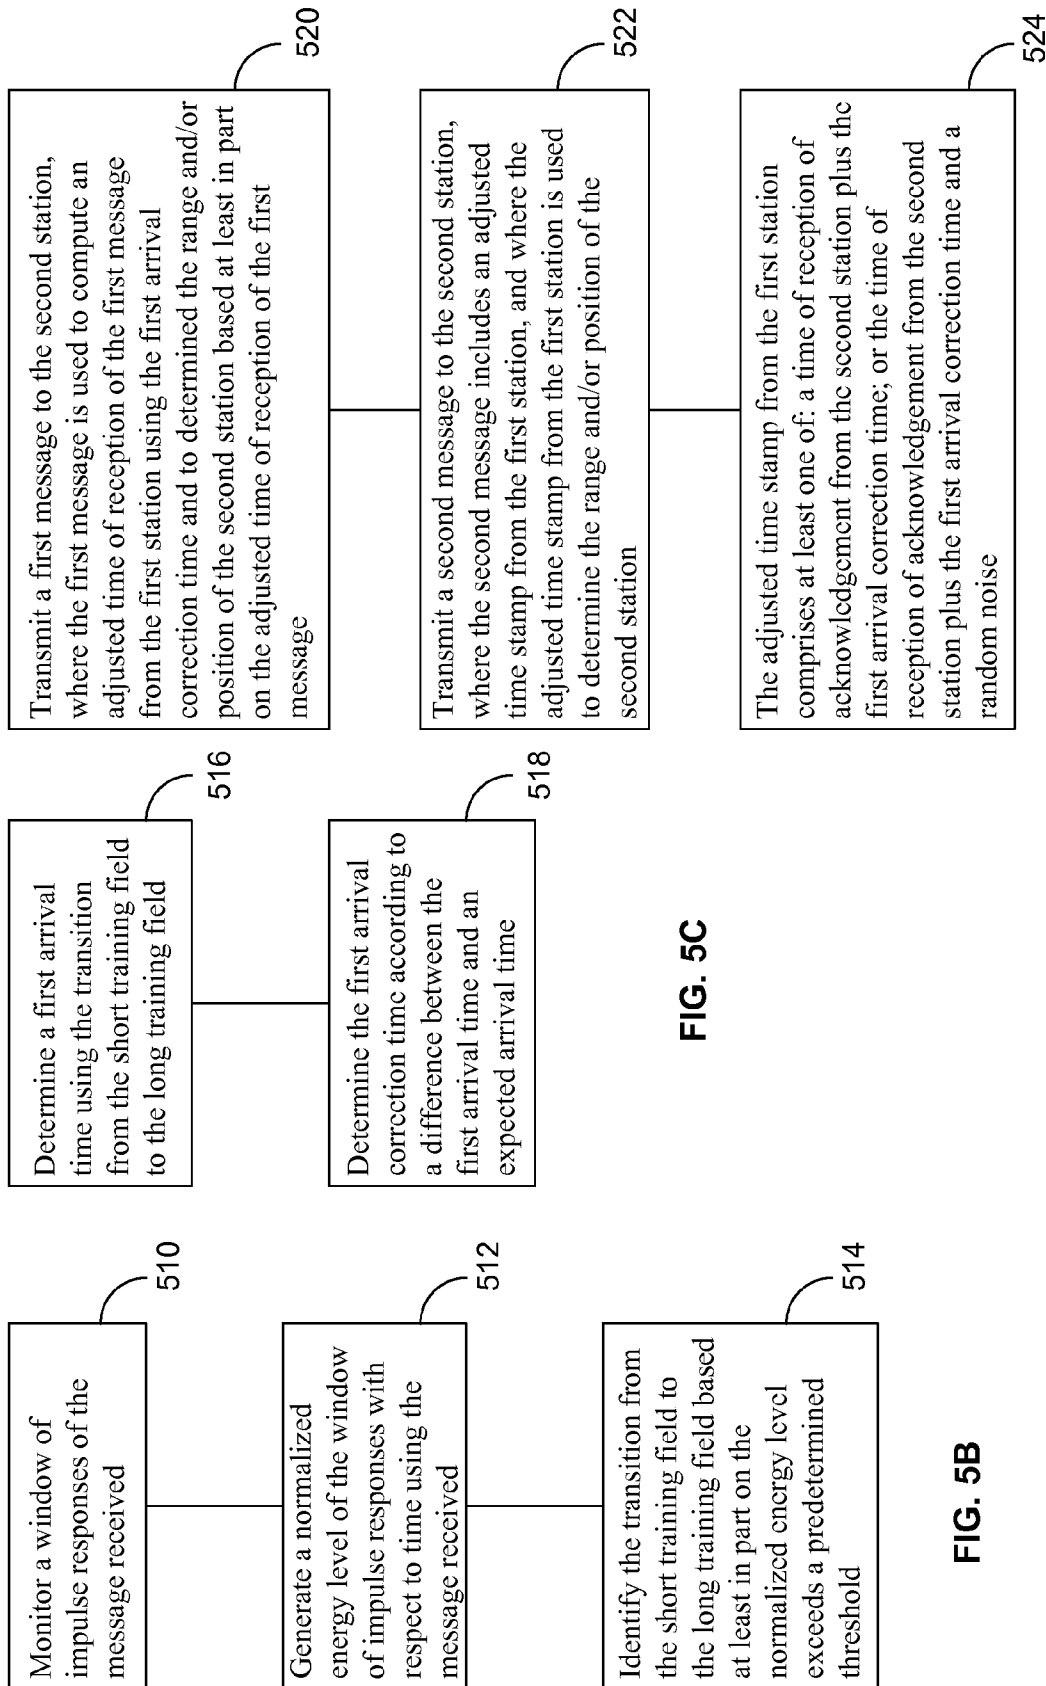 Monitor a window of
impulse responses of the
message received
510
Generate a normalized
energy level of the window
of impulse responses with
respect to time using the
message received
512
Identify the transition from
the short training field to
the long training field based
at least in part on the
normalized energy level
exceeds a predetermined
threshold
514
FIG. 5B
Determine a first arrival
time using the transition
from the short training field
to the long training field
516
Determine the first arrival
correction time according to
a difference between the
first arrival time and an
expected arrival time
518
FIG. 5C
Transmit a first message to the second station,
where the first message is used to compute an
adjusted time of reception of the first message
from the first station using the first arrival
correction time and to determined the range and/or
position of the second station based at least in part
on the adjusted time of reception of the first
message
520
Transmit a second message to the second station,
where the second message includes an adjusted
time stamp from the first station, and where the
adjusted time stamp from the first station is used
to determine the range and/or position of the
second station
522
The adjusted time stamp from the first station
comprises at least one of: a time of reception of
acknowledgement from the second station plus the
first arrival correction time; or the time of
reception of acknowledgement from the second
station plus the first arrival correction time and a
random noise
524